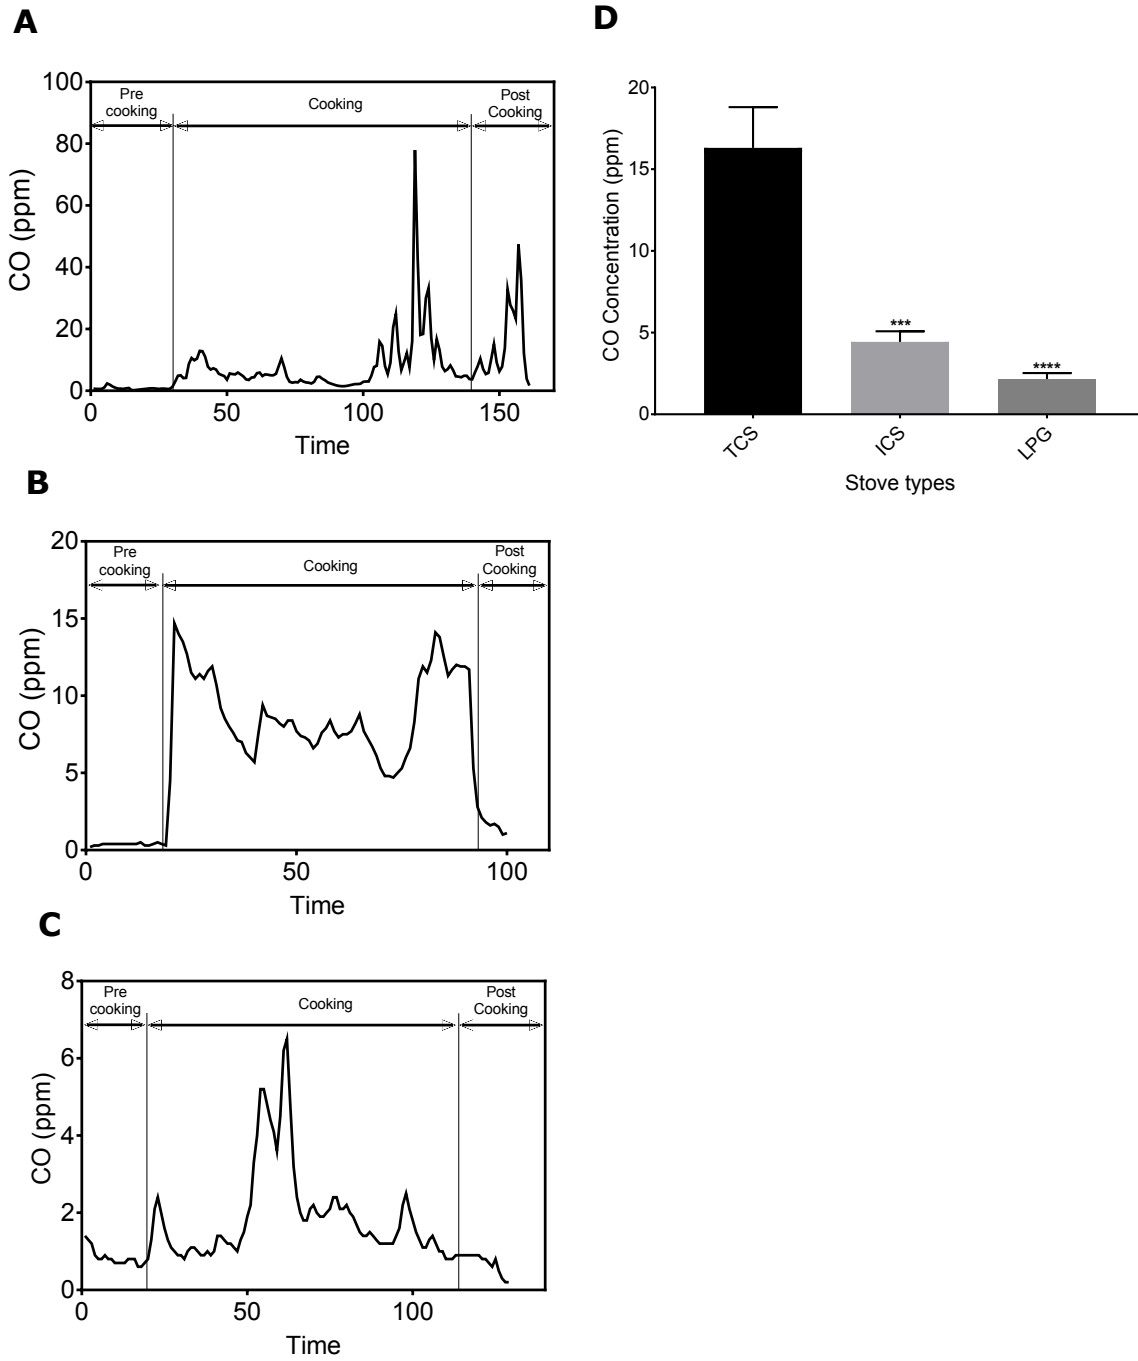 A
100
80
60
40
20
0
CO (ppm)
Pre
cooking
Cooking
Post
Cooking
0 50 100 150
Time
B
20
15
10
5
0
CO (ppm)
Pre
cooking
Cooking
Post
Cooking
0 50 100
Time
C
8
6
4
2
0
CO (ppm)
Pre
cooking
Cooking
Post
Cooking
0 50 100
Time
D
20
15
10
5
0
CO Concentration (ppm)
***
****
TCS ICS LPG
Stove types